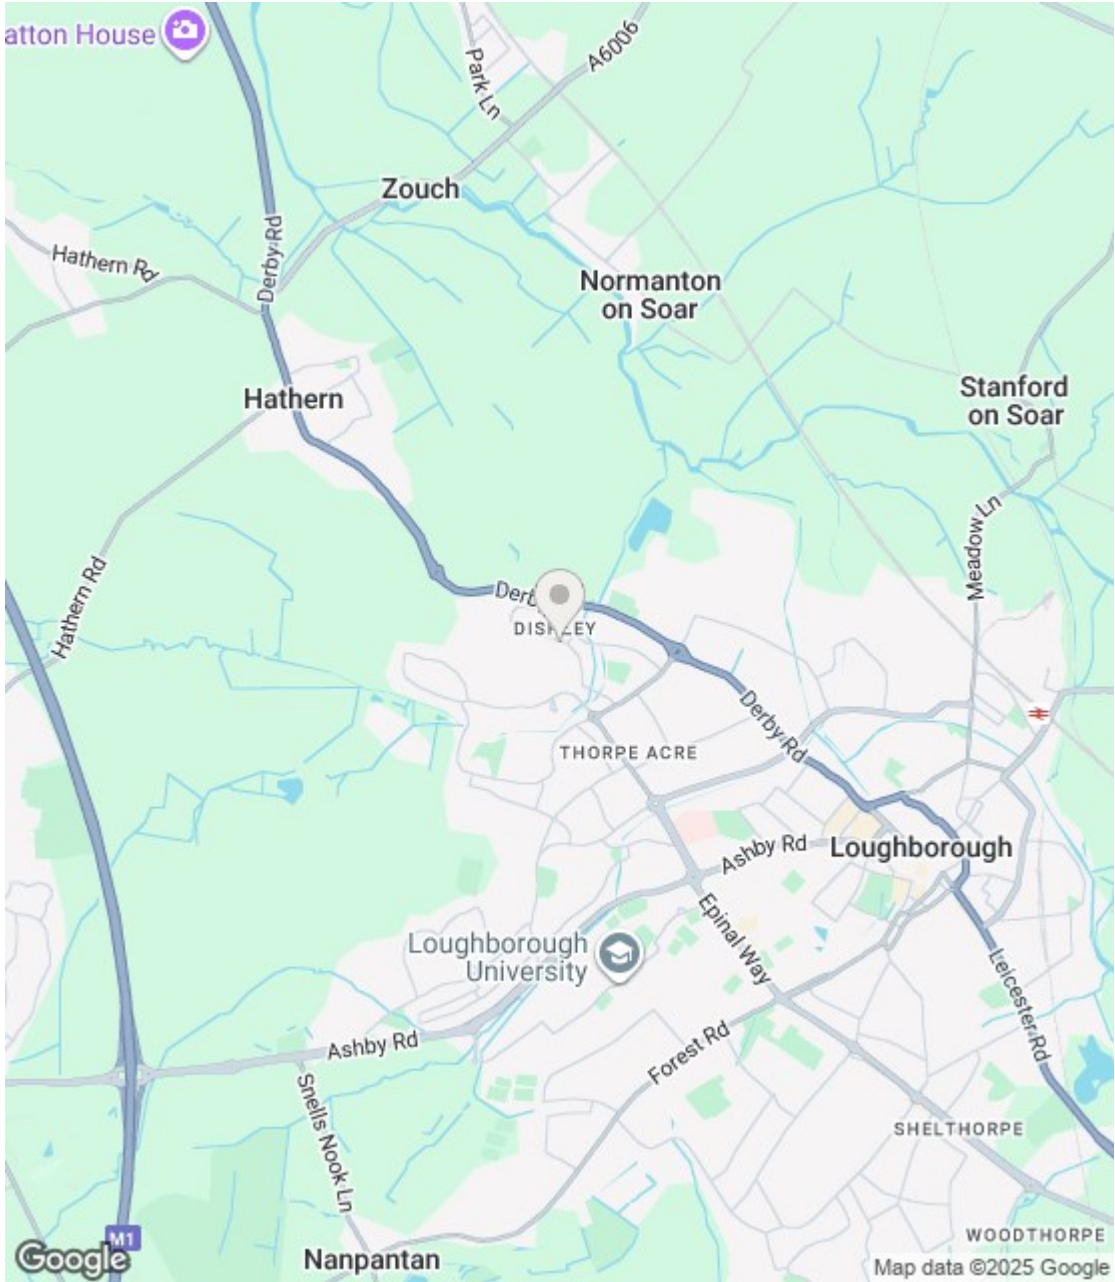 atton House
A6006
Park Ln
Zouch
Derby Rd
Hathern Rd
Normanton
on Soar
Hathern
Stanford
on Soar
Meadow Ln
Hathern Rd
DISHLEY
THORPE ACRE
Derby Rd
Loughborough
Ashby Rd
Epinal Way
Loughborough
University
Leicester Rd
Ashby Rd
Forest Rd
Snells Nook Ln
SHELTHORPE
WOODTHORPE
M1
Google
Nanpantan
Map data ©2025 Google